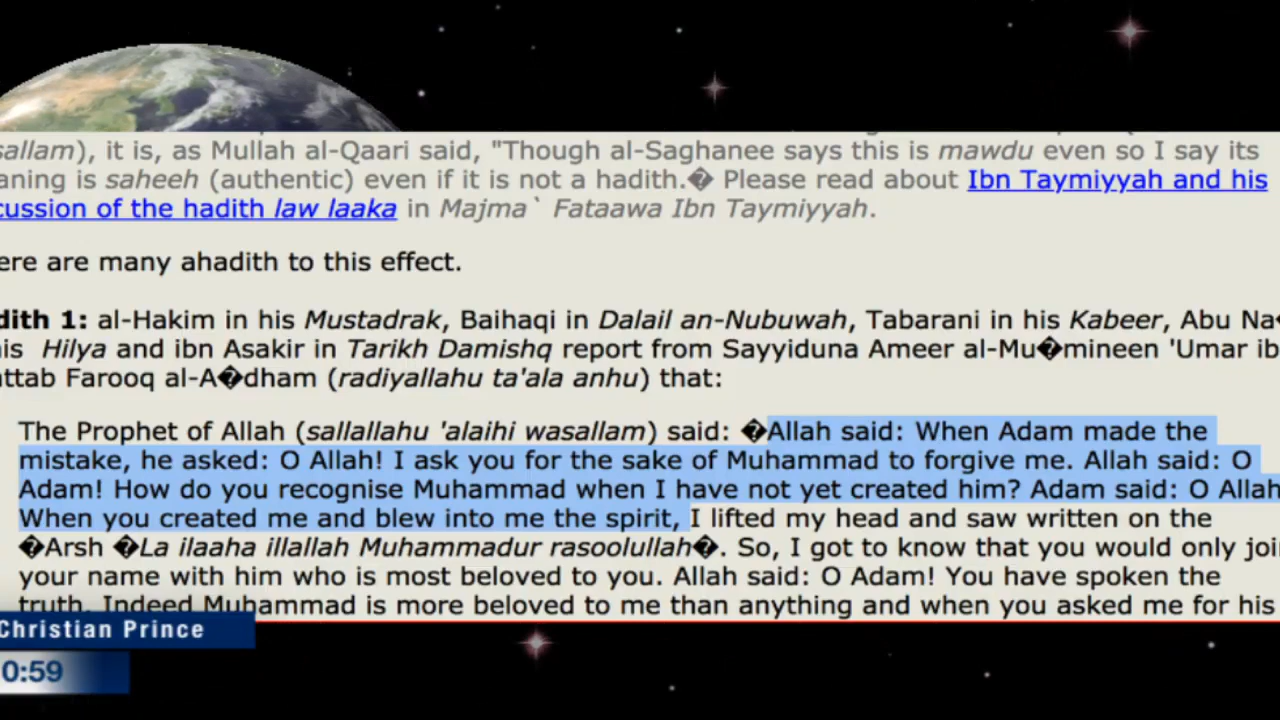 sallam), it is, as Mullah al-Qaari said, "Though al-Saghanee says this is mawdu even so I say its
aning is saheeh (authentic) even if it is not a hadith.� Please read about Ibn Taymiyyah and his
cussion of the hadith law laaka in Majma` Fataawa Ibn Taymiyyah.
ere are many ahadith to this effect.
dith 1: al-Hakim in his Mustadrak, Baihaqi in Dalail an-Nubuwah, Tabarani in his Kabeer, Abu Na�
his Hilya and ibn Asakir in Tarikh Damishq report from Sayyiduna Ameer al-Mu�mineen 'Umar ib
attab Farooq al-A�dham (radiyallahu ta'ala anhu) that:
The Prophet of Allah (sallallahu 'alaihi wasallam) said: �Allah said: When Adam made the
mistake, he asked: O Allah! I ask you for the sake of Muhammad to forgive me. Allah said: O
Adam! How do you recognise Muhammad when I have not yet created him? Adam said: O Allah
When you created me and blew into me the spirit, I lifted my head and saw written on the
�Arsh �La ilaaha illallah Muhammadur rasoolullah�. So, I got to know that you would only joi
your name with him who is most beloved to you. Allah said: O Adam! You have spoken the
truth. Indeed Muhammad is more beloved to me than anything and when you asked me for his
Christian Prince
0:59